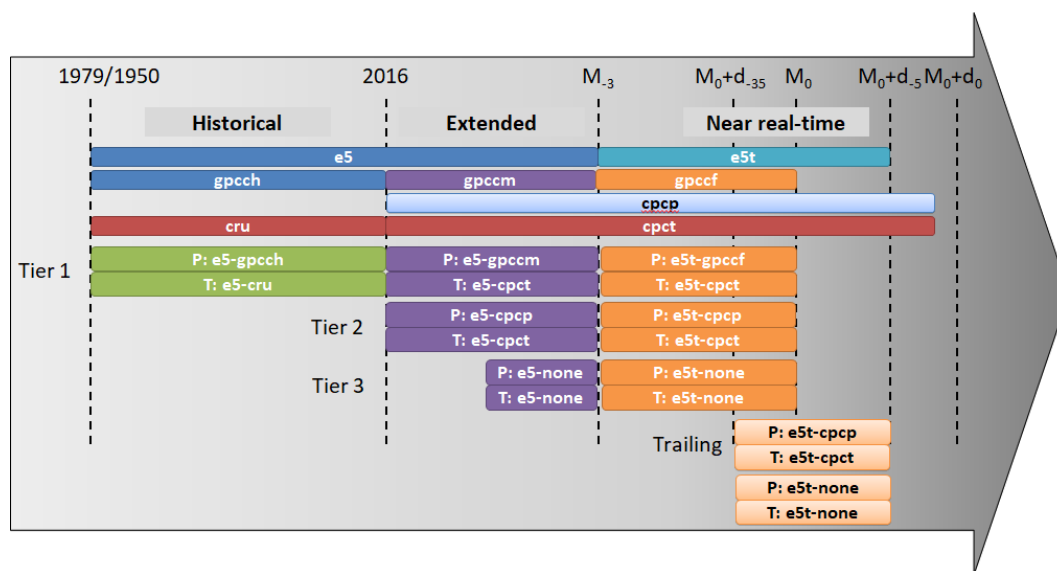 1979/1950 2016 M-3 M0+d-35 M0 M0+d-5 M0+d0
Historical Extended Near real-time
e5 e5t
gpcch gpccm gpccf
cpcp
cru cpct
Tier 1
P: e5-gpcch P: e5-gpccm P: e5t-gpccf
T: e5-cru T: e5-cpct T: e5t-cpct
Tier 2
P: e5-cpcp P: e5t-cpcp
T: e5-cpct T: e5t-cpct
Tier 3
P: e5-none P: e5t-none
T: e5-none T: e5t-none
Trailing
P: e5t-cpcp
T: e5t-cpct
P: e5t-none
T: e5t-none